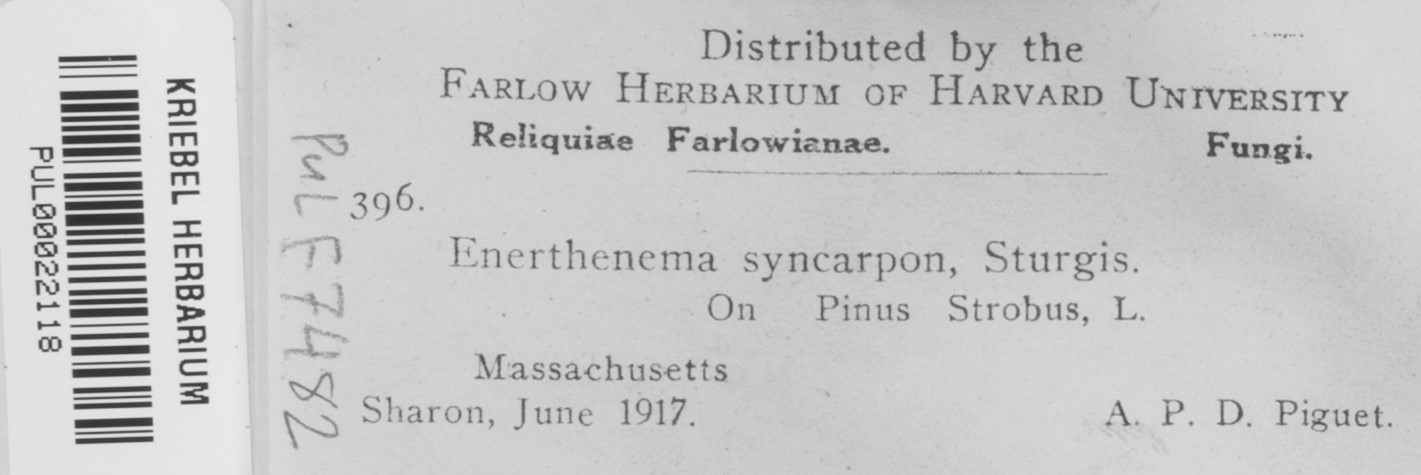 KRIEBEL HERBARIUM
PUL00022118
PUL F7482
Distributed by the
FARLOW HERBARIUM OF HARVARD UNIVERSITY
Reliquiae Farlowianae. Fungi.
396.
Enerthenema syncarpon, Sturgis.
On Pinus Strobus, L.
Massachusetts
Sharon, June 1917. A. P. D. Piguet.